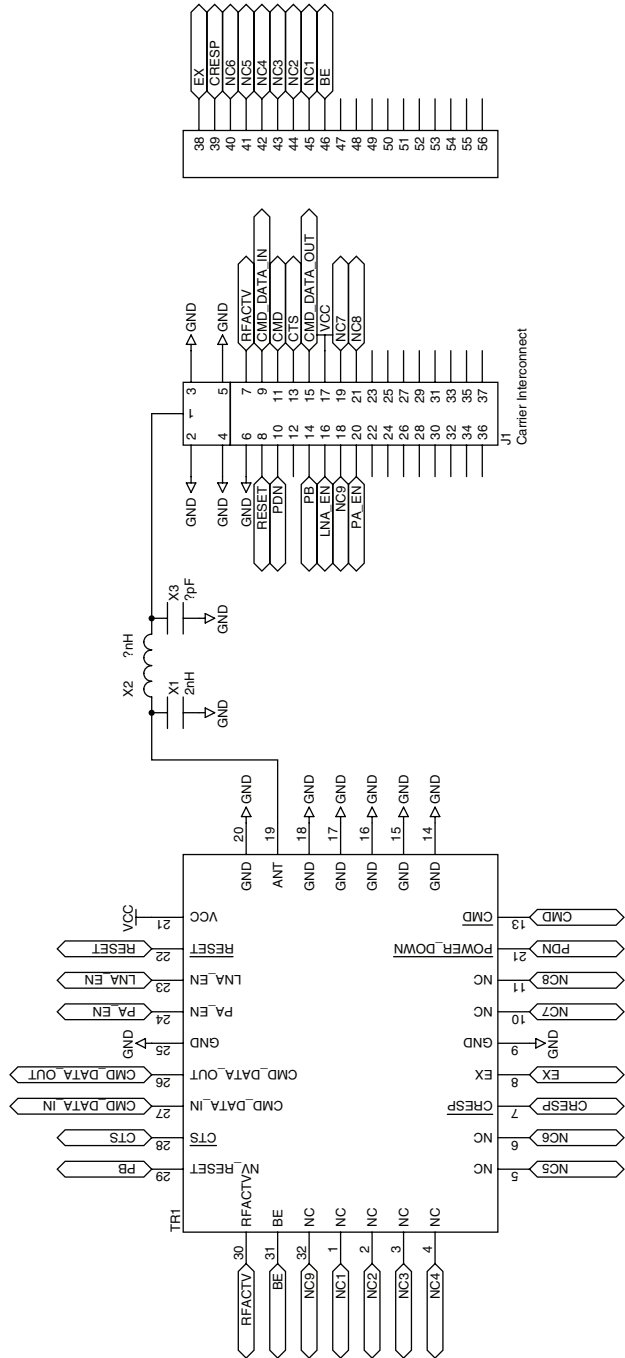 38 EX
39 CRESP
40 NC6
41 NC5
42 NC4
43 NC3
44 NC2
45 NC1
46 BE
47
48
49
50
51
52
53
54
55
56
GND 2 1 3 GND
GND 4 5 GND
GND 6 7 RFACTV
RESET 8 9 CMD_DATA_IN
PDN 10 11 CMD
12 13 CTS
PB 14 15 CMD_DATA_OUT
LNA_EN 16 17 VCC
NC9 18 19 NC7
PA_EN 20 21 NC8
22 23
24 25
26 27
28 29
30 31
32 33
34 35
36 37
J1
Carrier Interconnect
X2
?nH
X1
2nH
GND
X3
?pF
GND
TR1
RFACTV 30 RFACTV
BE 31 BE
NC9 32 NC
NC1 1 NC
NC2 2 NC
NC3 3 NC
NC4 4 NC
PB 29 NV_RESET
CTS 28 CTS
CMD_DATA_IN 27 CMD_DATA_IN
CMD_DATA_OUT 26 CMD_DATA_OUT
GND 25 GND
PA_EN 24 PA_EN
LNA_EN 23 LNA_EN
RESET 22 RESET
VCC 21 VCC
GND 20 GND
ANT 19
GND 18 GND
GND 17 GND
GND 16 GND
GND 15 GND
GND 14 GND
CMD 13 CMD
POWER_DOWN 21 PDN
NC 11 NC8
NC 10 NC7
GND 9 GND
EX 8 EX
CRESP 7 CRESP
NC 6 NC6
NC 5 NC5